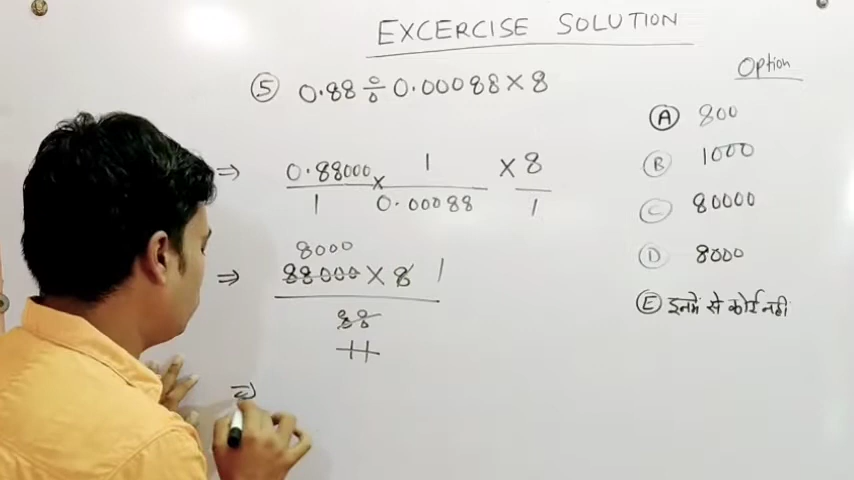 EXCERCISE SOLUTION
⑤ 0.88 ÷ 0.00088 × 8
Option
Ⓐ 800
Ⓑ 1000
Ⓒ 80000
Ⓓ 8000
Ⓔ इनमे से कोई नही
⇒ 0.88000 × 1 × 8
1 0.00088 1
8000
⇒ 88000 × 8 1
88
11
⇒